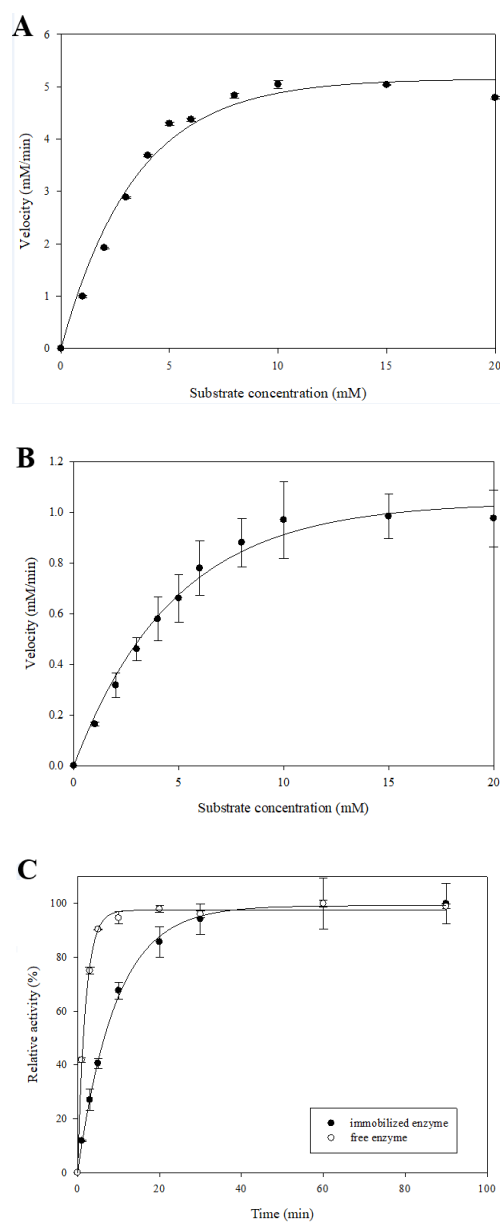 A
6
5
4
3
2
1
0
Velocity (mM/min)
0 5 10 15 20
Substrate concentration (mM)
B
1.2
1.0
0.8
0.6
0.4
0.2
0.0
Velocity (mM/min)
0 5 10 15 20
Substrate concentration (mM)
C
100
80
60
40
20
0
Relative activity (%)
immobilized enzyme
free enzyme
0 20 40 60 80 100
Time (min)